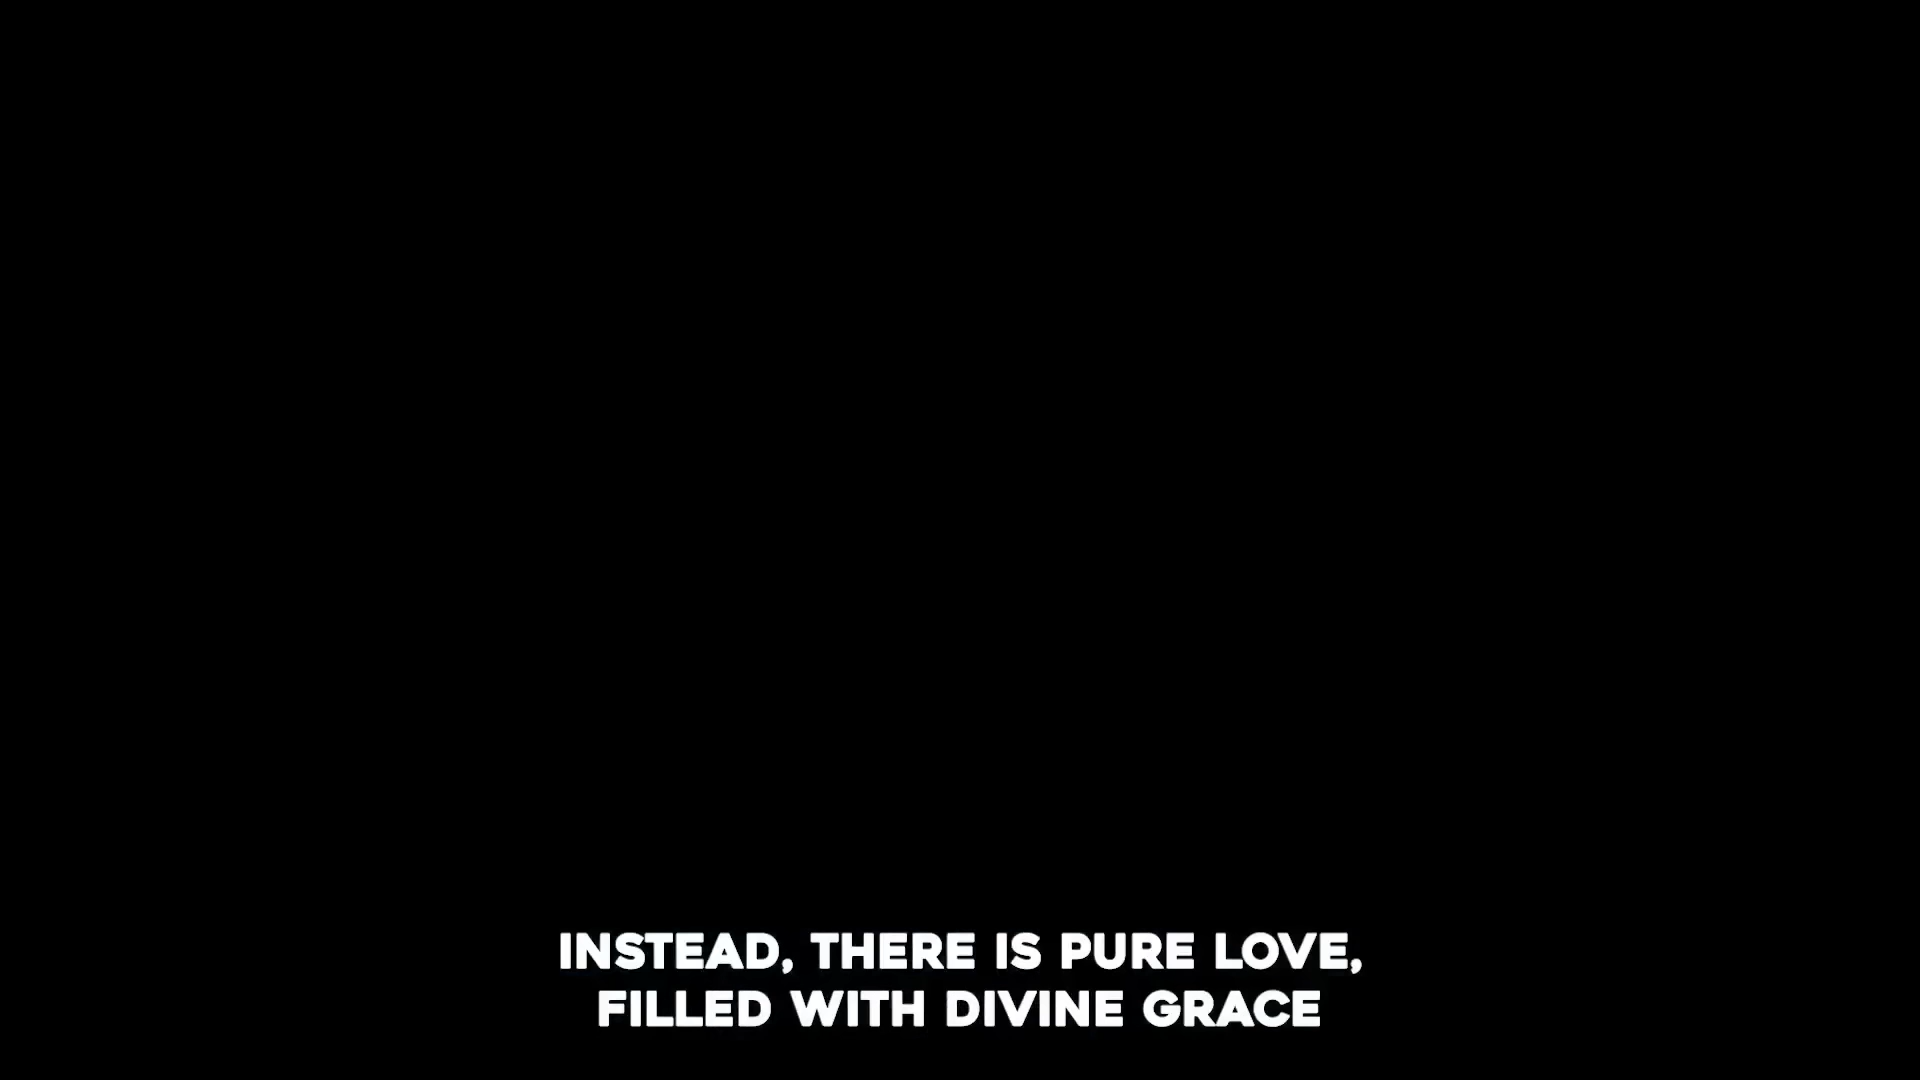 INSTEAD, THERE IS PURE LOVE,
FILLED WITH DIVINE GRACE